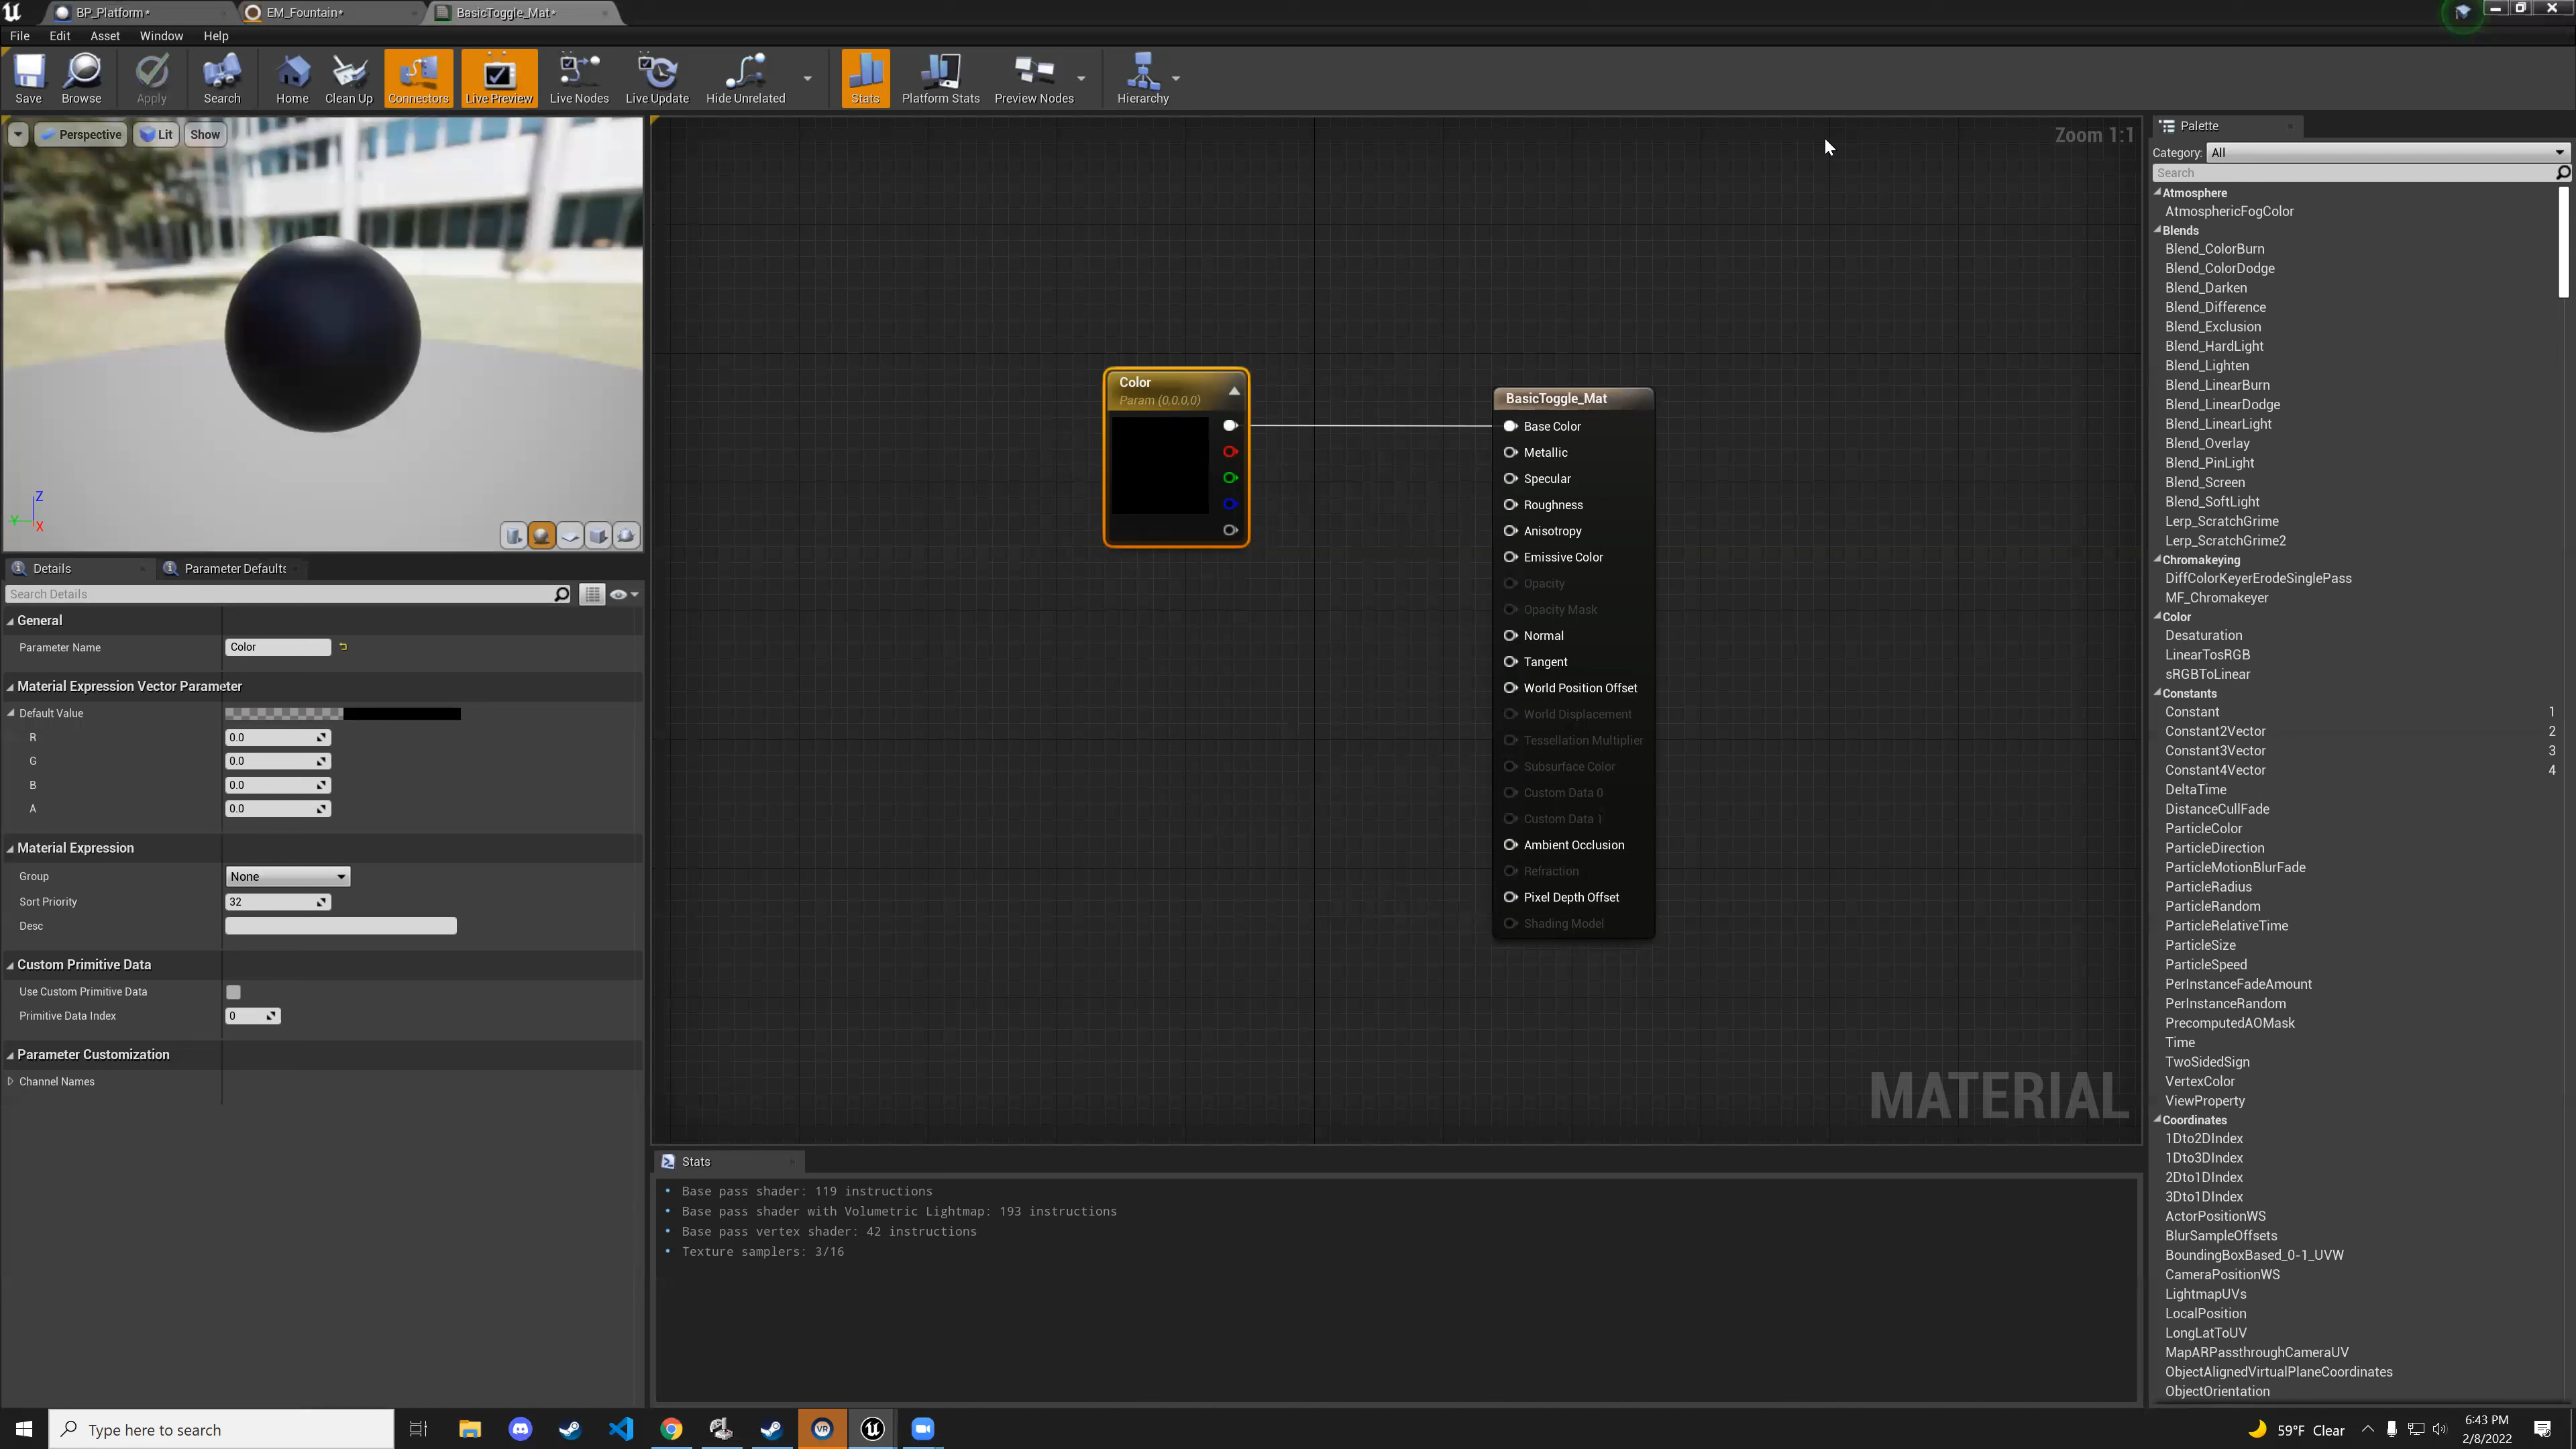 BP_Platform*
EM_Fountain*
BasicToggle_Mat*
File Edit Asset Window Help
Save Browse Apply Search Home Clean Up Connectors Live Preview Live Nodes Live Update Hide Unrelated Stats Platform Stats Preview Nodes Hierarchy
Perspective Lit Show
Z
Y
X
Zoom 1:1
Color
Param (0,0,0,0)
BasicToggle_Mat
Base Color
Metallic
Specular
Roughness
Anisotropy
Emissive Color
Opacity
Opacity Mask
Normal
Tangent
World Position Offset
World Displacement
Tessellation Multiplier
Subsurface Color
Custom Data 0
Custom Data 1
Ambient Occlusion
Refraction
Pixel Depth Offset
Shading Model
MATERIAL
Details Parameter Defaults
Search Details
General
Parameter Name Color
Material Expression Vector Parameter
Default Value
R 0.0
G 0.0
B 0.0
A 0.0
Material Expression
Group None
Sort Priority 32
Desc
Custom Primitive Data
Use Custom Primitive Data
Primitive Data Index 0
Parameter Customization
Channel Names
Stats
Base pass shader: 119 instructions
Base pass shader with Volumetric Lightmap: 193 instructions
Base pass vertex shader: 42 instructions
Texture samplers: 3/16
Palette
Category: All
Search
Atmosphere
AtmosphericFogColor
Blends
Blend_ColorBurn
Blend_ColorDodge
Blend_Darken
Blend_Difference
Blend_Exclusion
Blend_HardLight
Blend_Lighten
Blend_LinearBurn
Blend_LinearDodge
Blend_LinearLight
Blend_Overlay
Blend_PinLight
Blend_Screen
Blend_SoftLight
Lerp_ScratchGrime
Lerp_ScratchGrime2
Chromakeying
DiffColorKeyerErodeSinglePass
MF_Chromakeyer
Color
Desaturation
LinearTosRGB
sRGBToLinear
Constants
Constant 1
Constant2Vector 2
Constant3Vector 3
Constant4Vector 4
DeltaTime
DistanceCullFade
ParticleColor
ParticleDirection
ParticleMotionBlurFade
ParticleRadius
ParticleRandom
ParticleRelativeTime
ParticleSize
ParticleSpeed
PerInstanceFadeAmount
PerInstanceRandom
PrecomputedAOMask
Time
TwoSidedSign
VertexColor
ViewProperty
Coordinates
1Dto2DIndex
1Dto3DIndex
2Dto1DIndex
3Dto1DIndex
ActorPositionWS
BlurSampleOffsets
BoundingBoxBased_0-1_UVW
CameraPositionWS
LightmapUVs
LocalPosition
LongLatToUV
MapARPassthroughCameraUV
ObjectAlignedVirtualPlaneCoordinates
ObjectOrientation
Type here to search
VR
59°F Clear
6:43 PM
2/8/2022